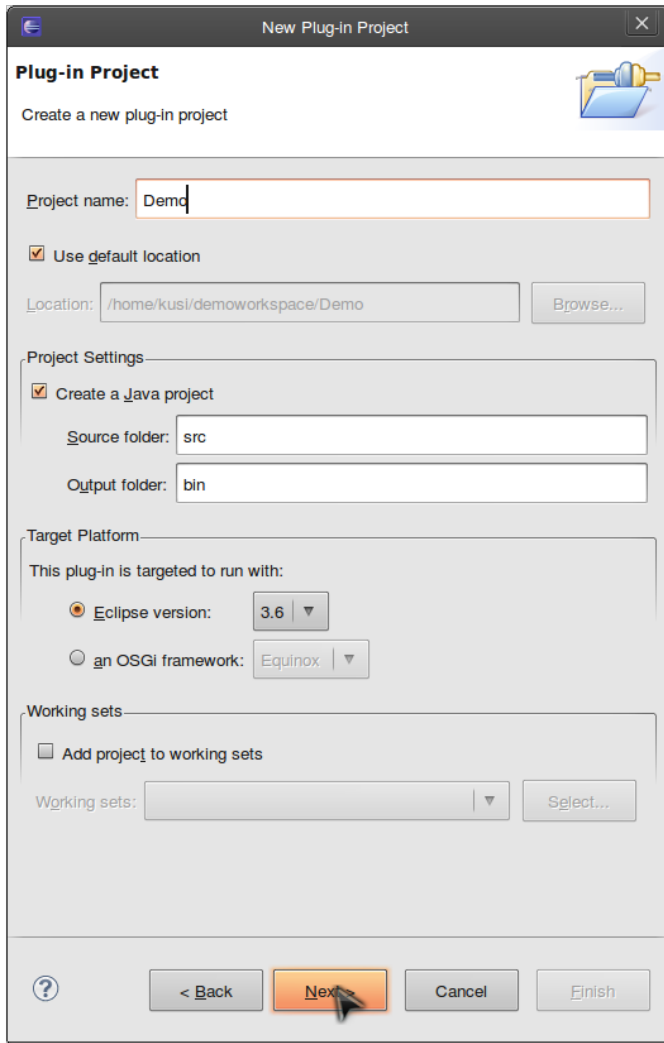 New Plug-in Project
Plug-in Project
Create a new plug-in project
Project name: Demo
Use default location
Location: /home/kusi/demoworkspace/Demo Browse...
Project Settings
Create a Java project
Source folder: src
Output folder: bin
Target Platform
This plug-in is targeted to run with:
Eclipse version: 3.6
an OSGi framework: Equinox
Working sets
Add project to working sets
Working sets: Select...
? < Back Next > Cancel Finish